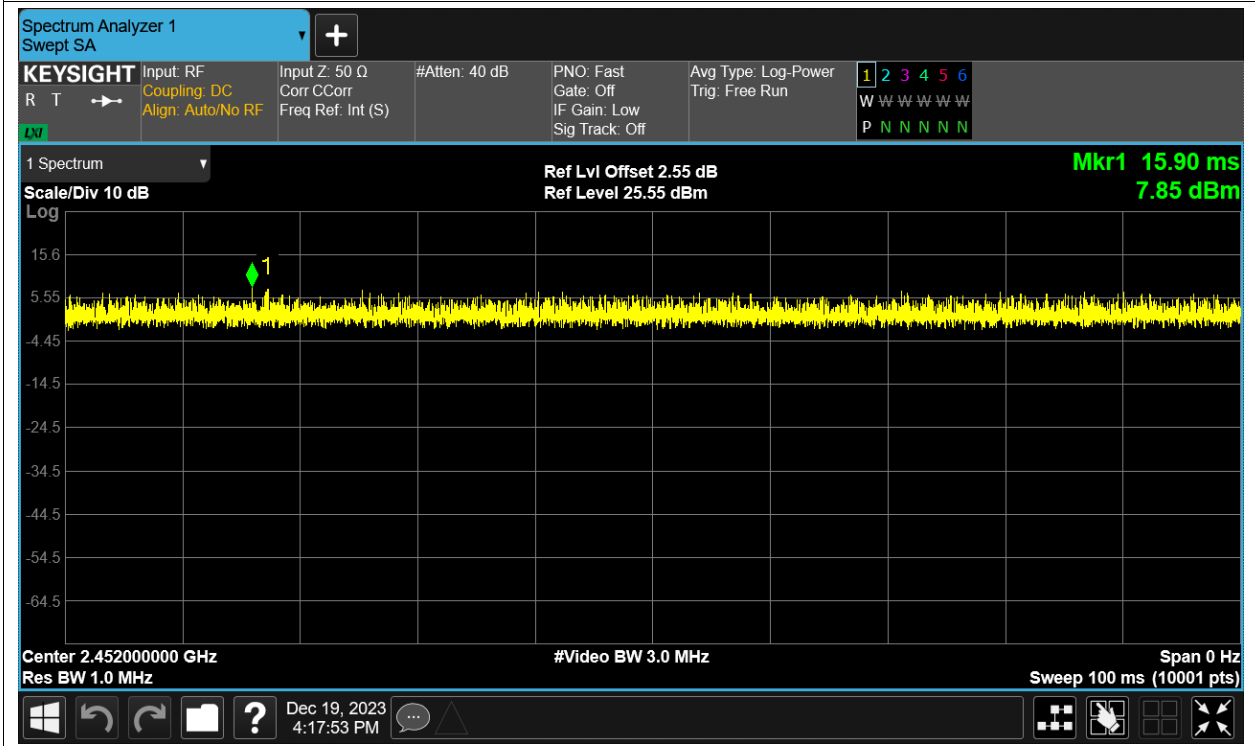 Spectrum Analyzer 1
Swept SA
KEYSIGHT
R T
LXI
Input: RF
Coupling: DC
Align: Auto/No RF
Input Z: 50 Ω
Corr CCorr
Freq Ref: Int (S)
#Atten: 40 dB
PNO: Fast
Gate: Off
IF Gain: Low
Sig Track: Off
Avg Type: Log-Power
Trig: Free Run
1 2 3 4 5 6
W W W W W W
P N N N N N
1 Spectrum
Scale/Div 10 dB
Log
Ref Lvl Offset 2.55 dB
Ref Level 25.55 dBm
Mkr1 15.90 ms
7.85 dBm
15.6
1
5.55
-4.45
-14.5
-24.5
-34.5
-44.5
-54.5
-64.5
Center 2.452000000 GHz
Res BW 1.0 MHz
#Video BW 3.0 MHz
Span 0 Hz
Sweep 100 ms (10001 pts)
?
Dec 19, 2023
4:17:53 PM